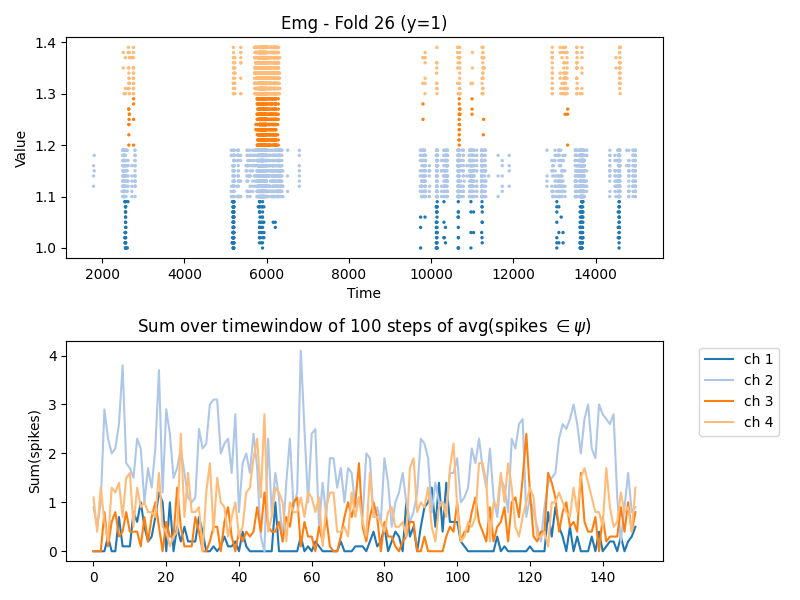 Emg - Fold 26 (y=1)
Value
1.4
1.3
1.2
1.1
1.0
2000 4000 6000 8000 10000 12000 14000
Time
Sum over timewindow of 100 steps of avg(spikes ∈ ψ)
Sum(spikes)
4
3
2
1
0
0 20 40 60 80 100 120 140
ch 1
ch 2
ch 3
ch 4